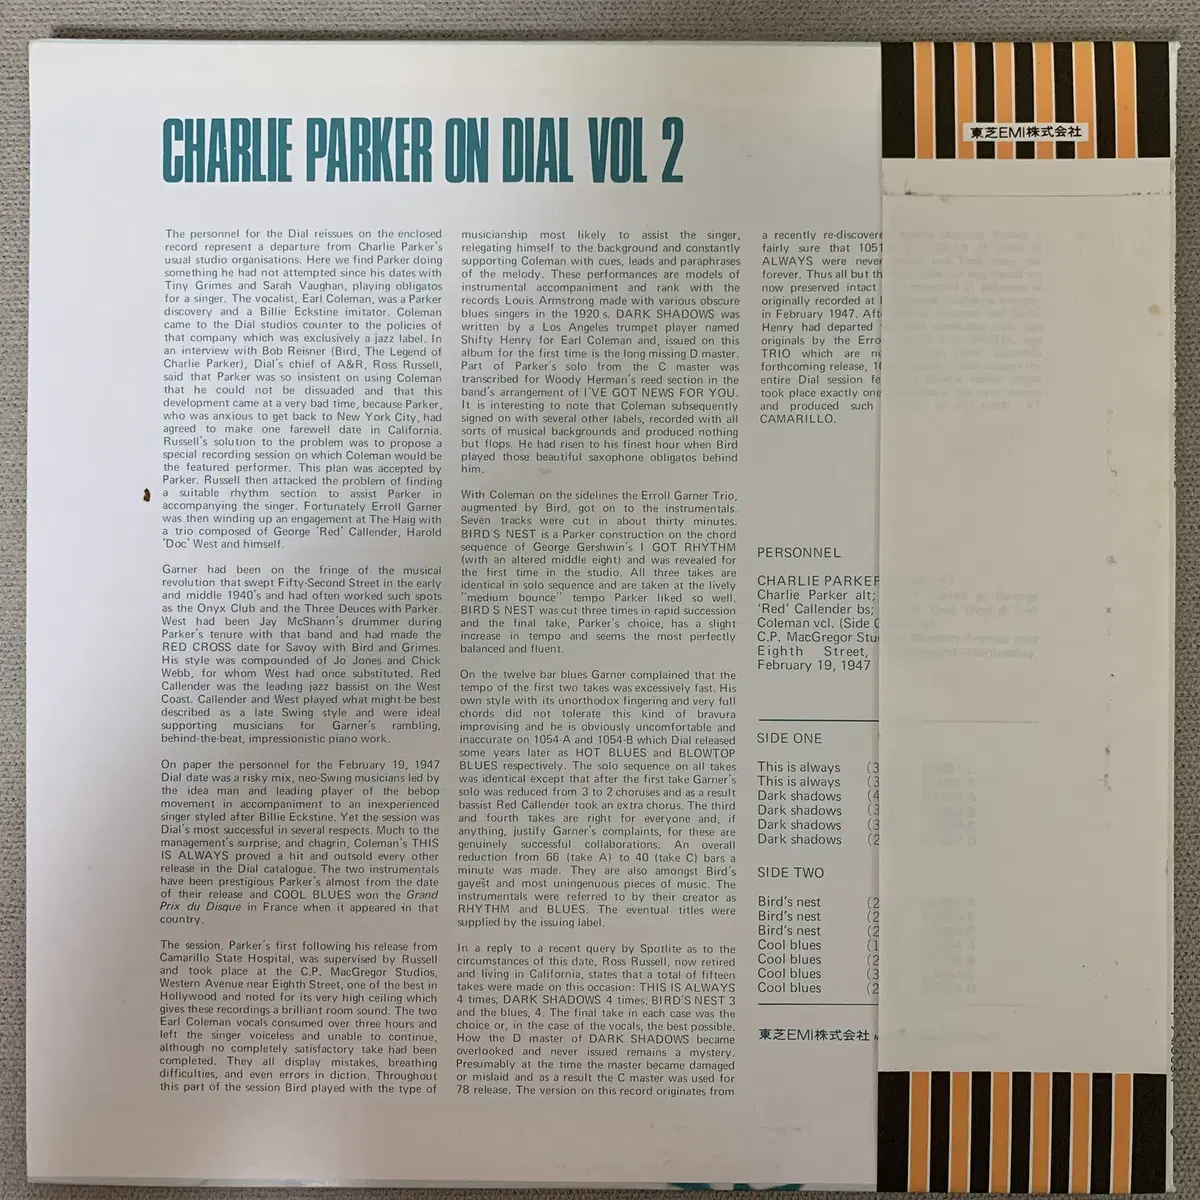 東芝EMI株式会社
CHARLIE PARKER ON DIAL VOL 2
The personnel for the Dial reissues on the enclosed
record represent a departure from Charlie Parker's
usual studio organisations. Here we find Parker doing
something he had not attempted since his dates with
Tiny Grimes and Sarah Vaughan, playing obligatos
for a singer. The vocalist, Earl Coleman, was a Parker
discovery and a Billie Eckstine imitator. Coleman
came to the Dial studios counter to the policies of
that company which was exclusively a jazz label. In
an interview with Bob Reisner (Bird, The Legend of
Charlie Parker), Dial's chief of A&R, Ross Russell,
said that Parker was so insistent on using Coleman
that he could not be dissuaded and that this
development came at a very bad time, because Parker,
who was anxious to get back to New York City, had
agreed to make one farewell date in California.
Russell's solution to the problem was to propose a
special recording session on which Coleman would be
the featured performer. This plan was accepted by
Parker. Russell then attacked the problem of finding
a suitable rhythm section to assist Parker in
accompanying the singer. Fortunately Erroll Garner
was then winding up an engagement at The Haig with
a trio composed of George 'Red' Callender, Harold
'Doc' West and himself.
Garner had been on the fringe of the musical
revolution that swept Fifty-Second Street in the early
and middle 1940's and had often worked such spots
as the Onyx Club and the Three Deuces with Parker.
West had been Jay McShann's drummer during
Parker's tenure with that band and had made the
RED CROSS date for Savoy with Bird and Grimes.
His style was compounded of Jo Jones and Chick
Webb, for whom West had once substituted. Red
Callender was the leading jazz bassist on the West
Coast. Callender and West played what might be best
described as a late Swing style and were ideal
supporting musicians for Garner's rambling,
behind-the-beat, impressionistic piano work.
On paper the personnel for the February 19, 1947
Dial date was a risky mix, neo-Swing musicians led by
the idea man and leading player of the bebop
movement in accompaniment to an inexperienced
singer styled after Billie Eckstine. Yet the session was
Dial's most successful in several respects. Much to the
management's surprise, and chagrin, Coleman's THIS
IS ALWAYS proved a hit and outsold every other
release in the Dial catalogue. The two instrumentals
have been prestigious Parker's almost from the date
of their release and COOL BLUES won the Grand
Prix du Disque in France when it appeared in that
country.
The session, Parker's first following his release from
Camarillo State Hospital, was supervised by Russell
and took place at the C.P. MacGregor Studios,
Western Avenue near Eighth Street, one of the best in
Hollywood and noted for its very high ceiling which
gives these recordings a brilliant room sound. The two
Earl Coleman vocals consumed over three hours and
left the singer voiceless and unable to continue,
although no completely satisfactory take had been
completed. They all display mistakes, breathing
difficulties, and even errors in diction. Throughout
this part of the session Bird played with the type of
musicianship most likely to assist the singer,
relegating himself to the background and constantly
supporting Coleman with cues, leads and paraphrases
of the melody. These performances are models of
instrumental accompaniment and rank with the
records Louis Armstrong made with various obscure
blues singers in the 1920 s. DARK SHADOWS was
written by a Los Angeles trumpet player named
Shifty Henry for Earl Coleman and, issued on this
album for the first time is the long missing D master.
Part of Parker's solo from the C master was
transcribed for Woody Herman's reed section in the
band's arrangement of I'VE GOT NEWS FOR YOU.
It is interesting to note that Coleman subsequently
signed on with several other labels, recorded with all
sorts of musical backgrounds and produced nothing
but flops. He had risen to his finest hour when Bird
played those beautiful saxophone obligatos behind
him.
With Coleman on the sidelines the Erroll Garner Trio,
augmented by Bird, got on to the instrumentals.
Seven tracks were cut in about thirty minutes.
BIRD'S NEST is a Parker construction on the chord
sequence of George Gershwin's I GOT RHYTHM
(with an altered middle eight) and was revealed for
the first time in the studio. All three takes are
identical in solo sequence and are taken at the lively
"medium bounce" tempo Parker liked so well.
BIRD S NEST was cut three times in rapid succession
and the final take, Parker's choice, has a slight
increase in tempo and seems the most perfectly
balanced and fluent.
On the twelve bar blues Garner complained that the
tempo of the first two takes was excessively fast. His
own style with its unorthodox fingering and very full
chords did not tolerate this kind of bravura
improvising and he is obviously uncomfortable and
inaccurate on 1054-A and 1054-B which Dial released
some years later as HOT BLUES and BLOWTOP
BLUES respectively. The solo sequence on all takes
was identical except that after the first take Garner's
solo was reduced from 3 to 2 choruses and as a result
bassist Red Callender took an extra chorus. The third
and fourth takes are right for everyone and, if
anything, justify Garner's complaints, for these are
genuinely successful collaborations. An overall
reduction from 66 (take A) to 40 (take C) bars a
minute was made. They are also amongst Bird's
gayest and most uningenuous pieces of music. The
instrumentals were referred to by their creator as
RHYTHM and BLUES. The eventual titles were
supplied by the issuing label.
In a reply to a recent query by Spotlite as to the
circumstances of this date, Ross Russell, now retired
and living in California, states that a total of fifteen
takes were made on this occasion: THIS IS ALWAYS
4 times; DARK SHADOWS 4 times; BIRD'S NEST 3
and the blues, 4. The final take in each case was the
choice or, in the case of the vocals, the best possible.
How the D master of DARK SHADOWS became
overlooked and never issued remains a mystery.
Presumably at the time the master became damaged
or mislaid and as a result the C master was used for
78 release. The version on this record originates from
a recently re-discovere
fairly sure that 1051
ALWAYS were never
forever. Thus all but th
now preserved intact
originally recorded at
in February 1947. Aft
Henry had departed
originals by the Erro
TRIO which are
forthcoming release,
entire Dial session fe
took place exactly one
and produced such
CAMARILLO.
PERSONNEL
CHARLIE PARKER
Charlie Parker alt;
'Red' Callender bs;
Coleman vcl. (Side
C.P. MacGregor Stu
Eighth Street,
February 19, 1947
SIDE ONE
This is always (3
This is always (3
Dark shadows (4
Dark shadows (3
Dark shadows (3
Dark shadows (2
SIDE TWO
Bird's nest (2
Bird's nest (2
Bird's nest (2
Cool blues (1
Cool blues (2
Cool blues (3
Cool blues (2
東芝EMI株式会社